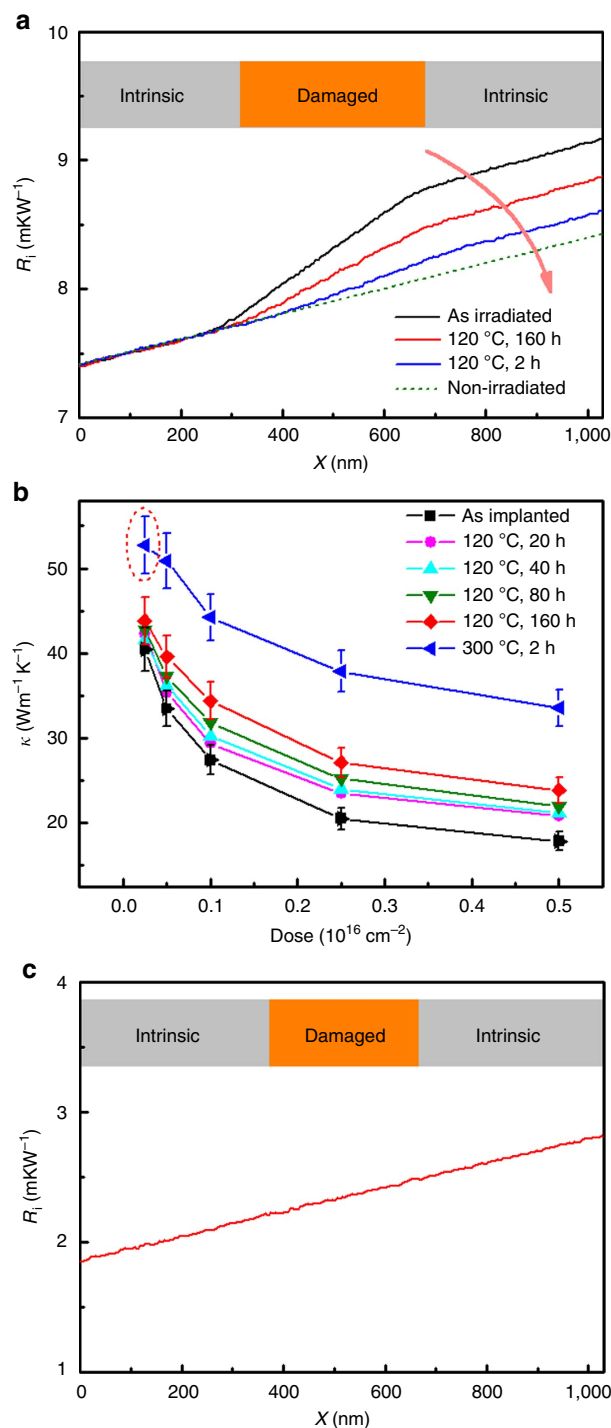 a
10
9
8
7
Rᵢ (mKW⁻¹)
Intrinsic Damaged Intrinsic
As irradiated
120 °C, 160 h
120 °C, 2 h
Non-irradiated
0 200 400 600 800 1,000
X (nm)
b
50
40
30
20
κ (Wm⁻¹ K⁻¹)
As implanted
120 °C, 20 h
120 °C, 40 h
120 °C, 80 h
120 °C, 160 h
300 °C, 2 h
0.0 0.1 0.2 0.3 0.4 0.5
Dose (10¹⁶ cm⁻²)
c
4
3
2
1
Rᵢ (mKW⁻¹)
Intrinsic Damaged Intrinsic
0 200 400 600 800 1,000
X (nm)